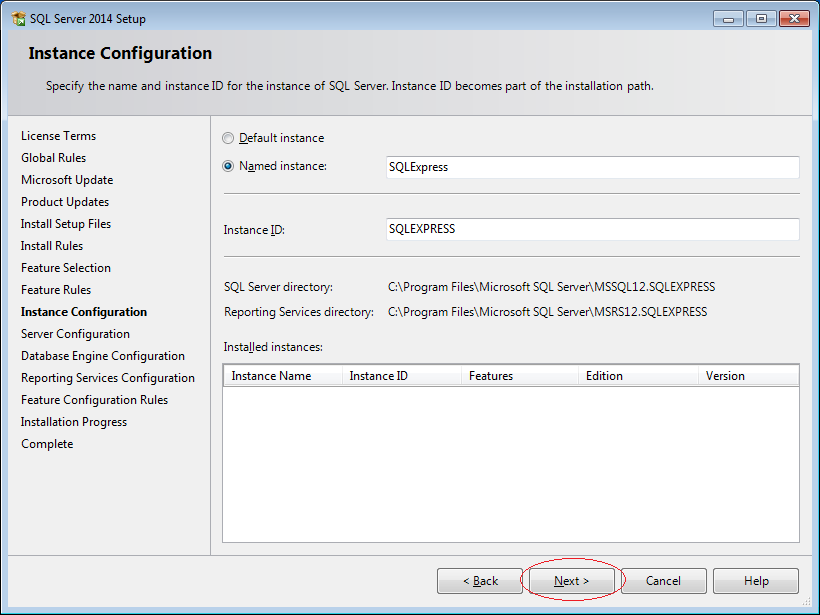 SQL Server 2014 Setup
Instance Configuration
Specify the name and instance ID for the instance of SQL Server. Instance ID becomes part of the installation path.
License Terms
Global Rules
Microsoft Update
Product Updates
Install Setup Files
Install Rules
Feature Selection
Feature Rules
Instance Configuration
Server Configuration
Database Engine Configuration
Reporting Services Configuration
Feature Configuration Rules
Installation Progress
Complete
Default instance
Named instance: SQLExpress
Instance ID: SQLEXPRESS
SQL Server directory: C:\Program Files\Microsoft SQL Server\MSSQL12.SQLEXPRESS
Reporting Services directory: C:\Program Files\Microsoft SQL Server\MSRS12.SQLEXPRESS
Installed instances:
Instance Name Instance ID Features Edition Version
< Back Next > Cancel Help